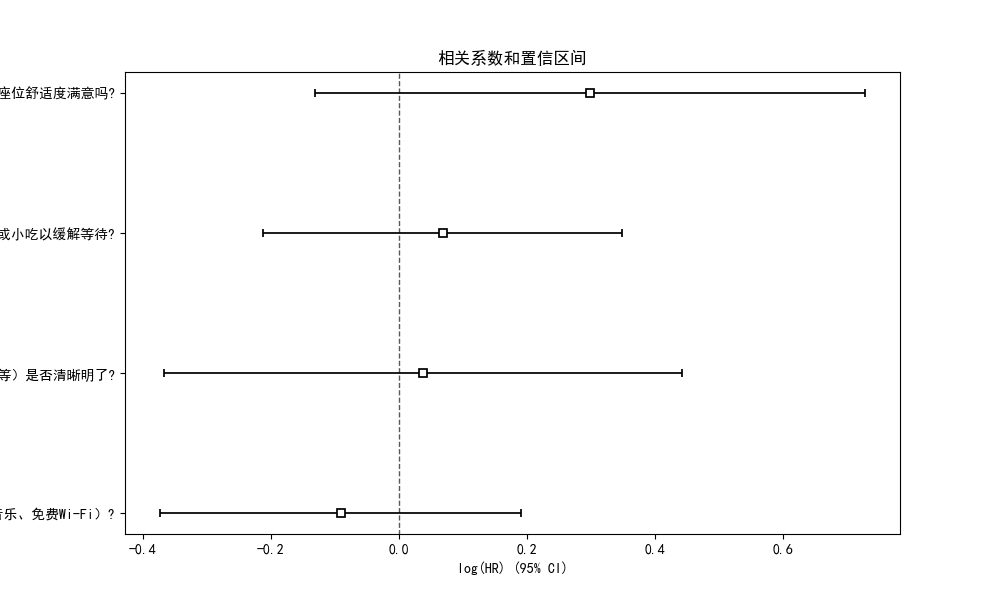 相关系数和置信区间
座位舒适度满意吗?
或小吃以缓解等待?
等）是否清晰明了?
乐、免费Wi-Fi）?
-0.4 -0.2 0.0 0.2 0.4 0.6
log(HR) (95% CI)